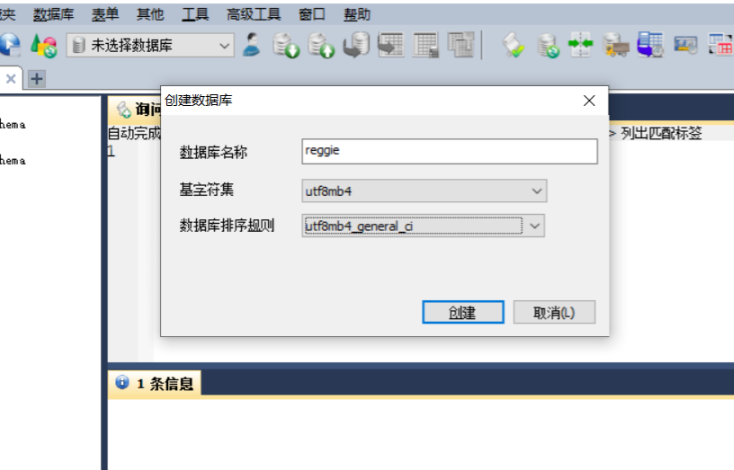 数据库 表单 其他 工具 高级工具 窗口 帮助
未选择数据库
创建数据库
hema
hema
自动完成
> 列出匹配标签
1
数据库名称
reggie
基字符集
utf8mb4
数据库排序规则
utf8mb4_general_ci
创建
取消(L)
1 条信息